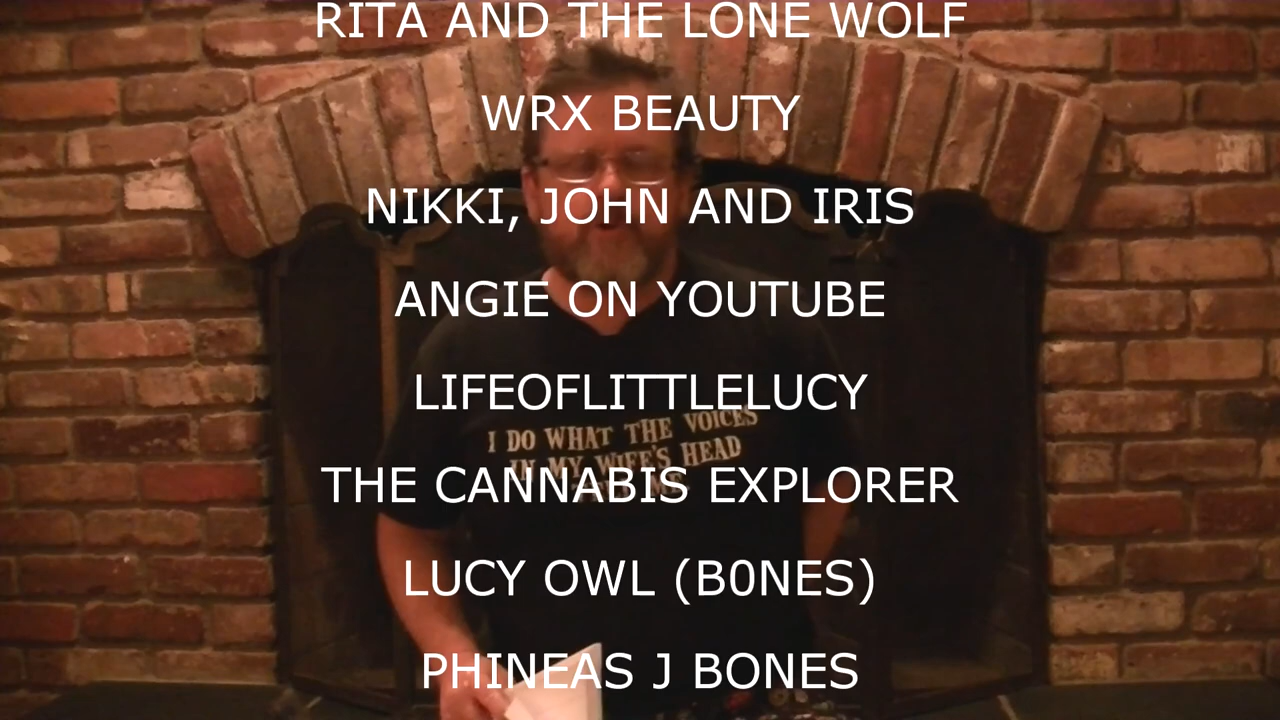 RITA AND THE LONE WOLF
WRX BEAUTY
NIKKI, JOHN AND IRIS
ANGIE ON YOUTUBE
LIFEOFLITTLELUCY
I DO WHAT THE VOICES
IN MY WIFE'S HEAD
THE CANNABIS EXPLORER
LUCY OWL (B0NES)
PHINEAS J BONES